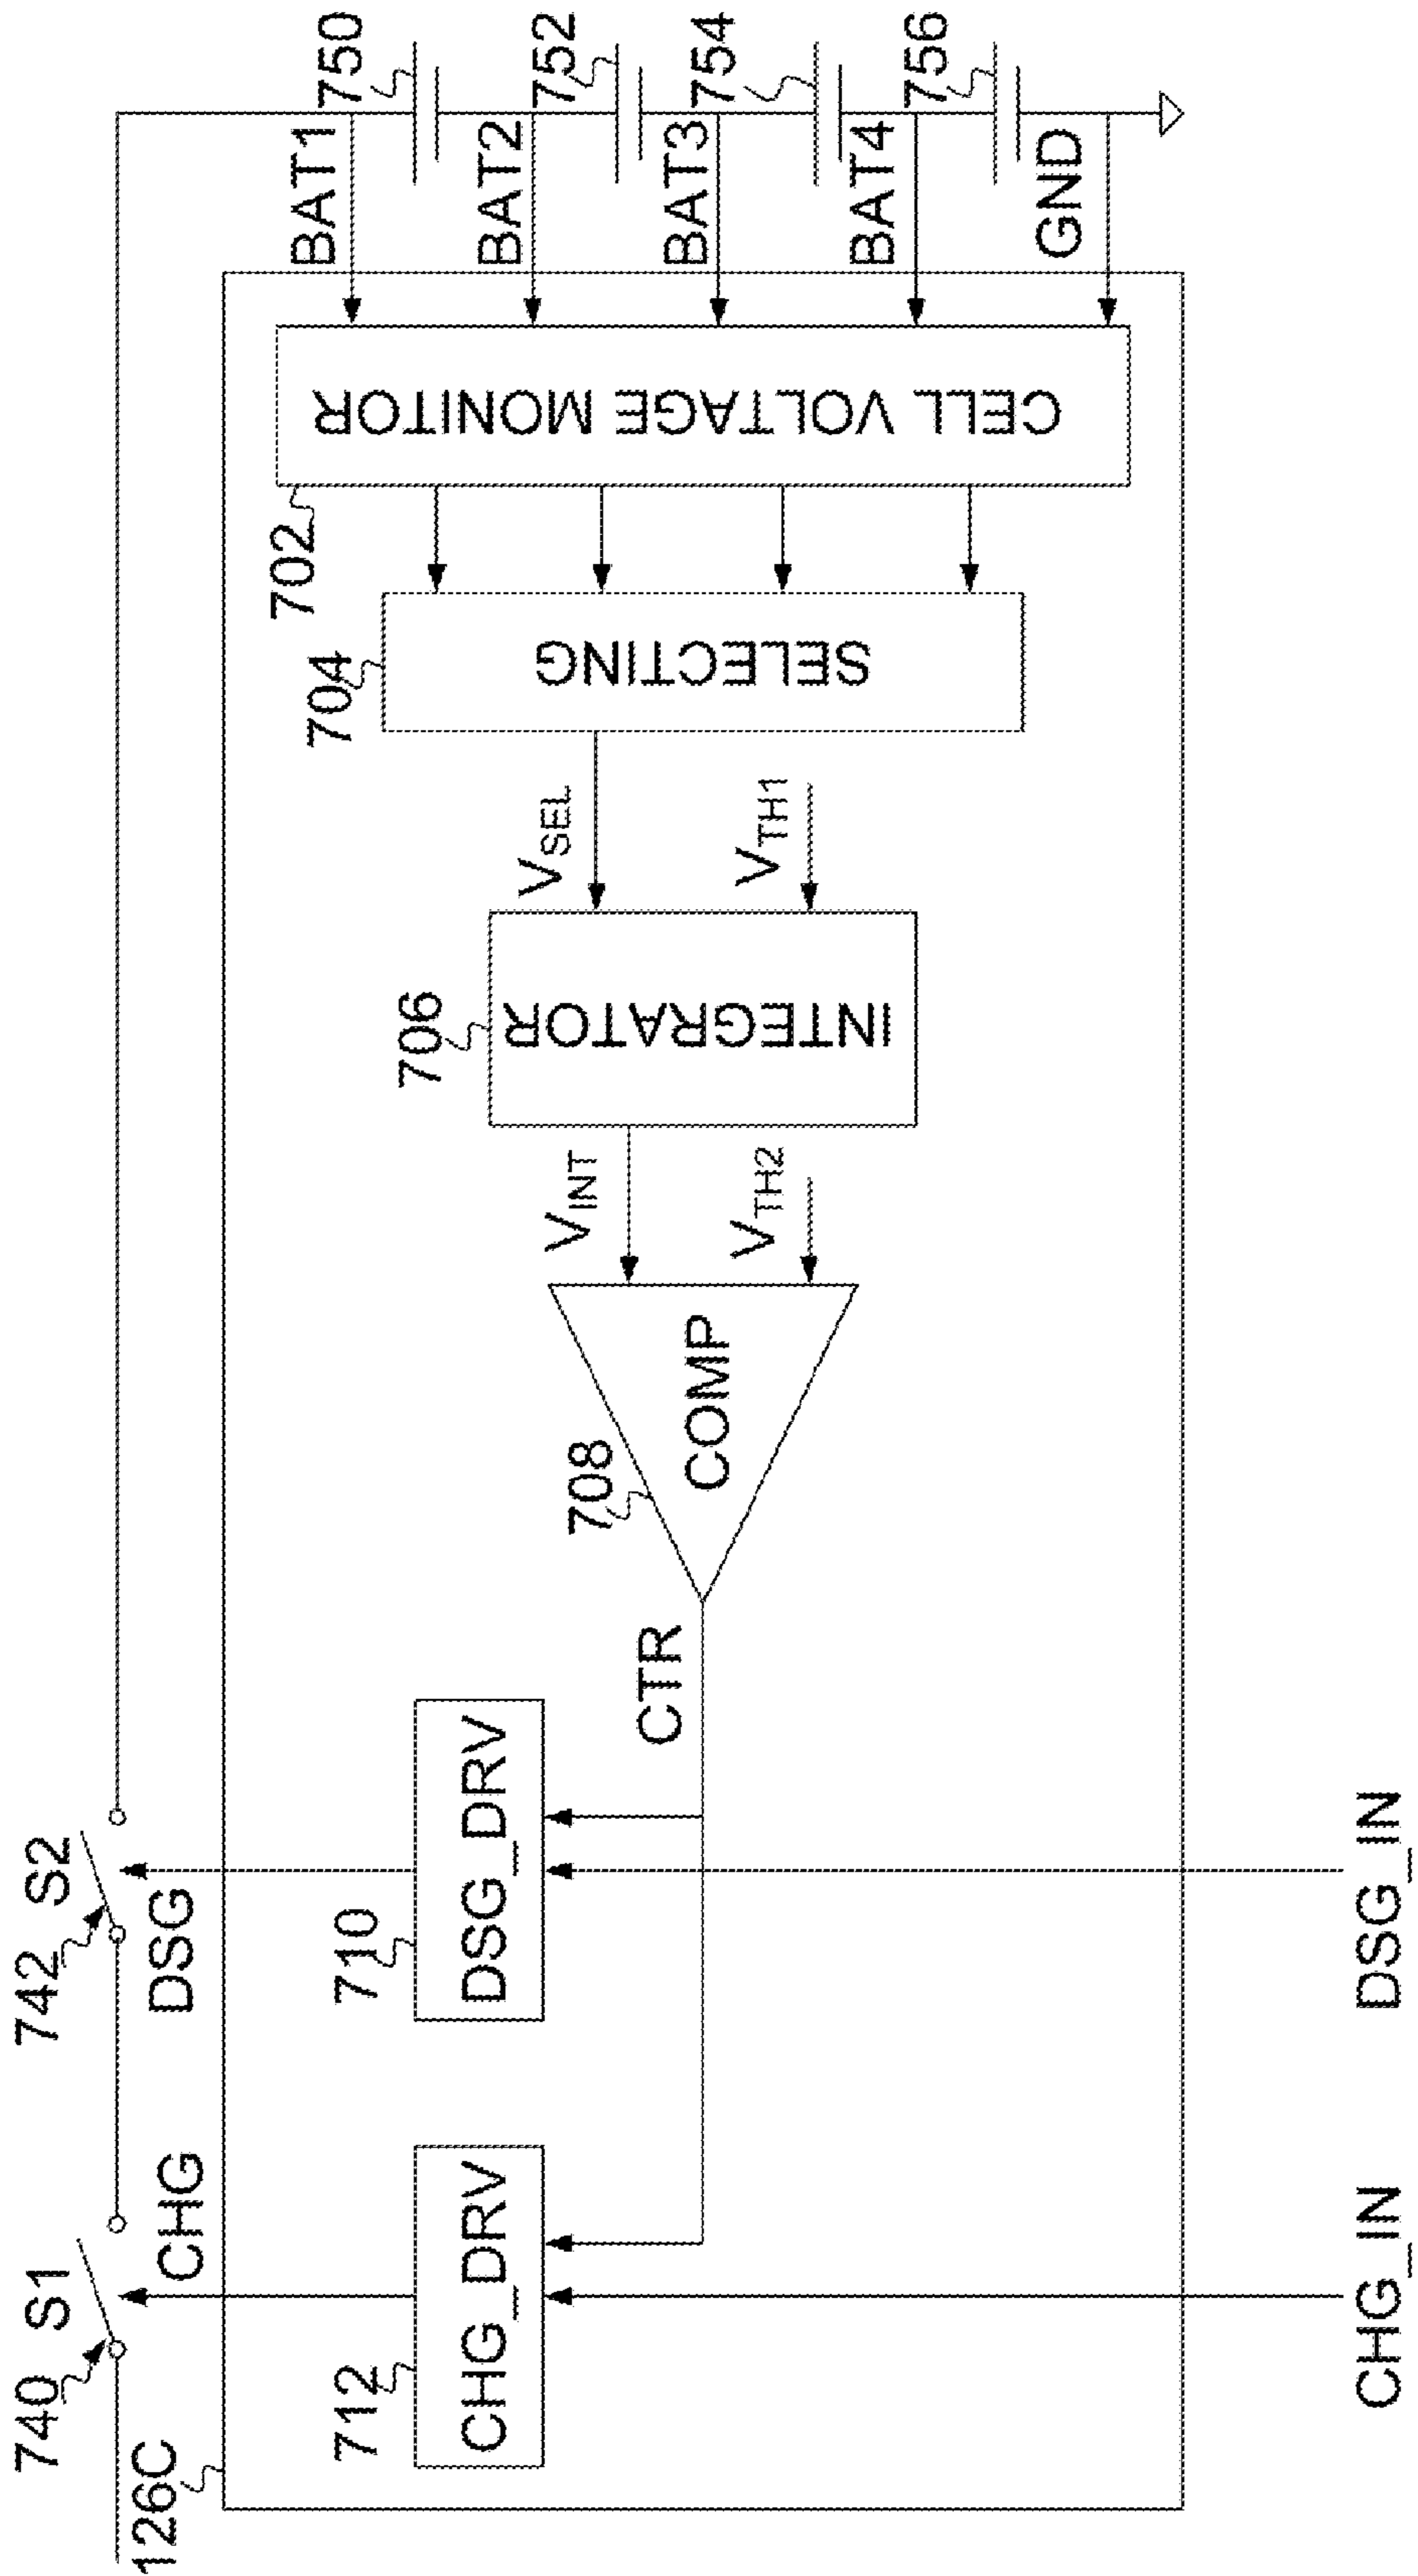 126C
740
S1
CHG
742
S2
DSG
712
CHG_DRV
710
DSG_DRV
CTR
708
COMP
VINT
VTH2
706
INTEGRATOR
VSEL
VTH1
704
SELECTING
702
CELL VOLTAGE MONITOR
BAT1
750
BAT2
752
BAT3
754
BAT4
756
GND
CHG_IN
DSG_IN